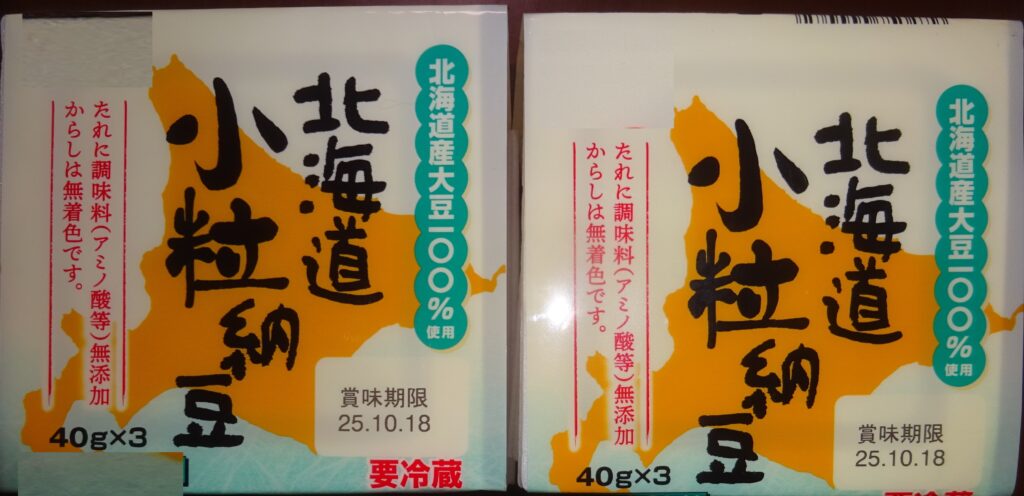 北海道産大豆一〇〇%使用
北海道
小粒納豆
たれに調味料(アミノ酸等)無添加
からしは無着色です。
賞味期限
25.10.18
40g×3
要冷蔵
北海道産大豆一〇〇%使用
北海道
小粒納豆
たれに調味料(アミノ酸等)無添加
からしは無着色です。
賞味期限
25.10.18
40g×3